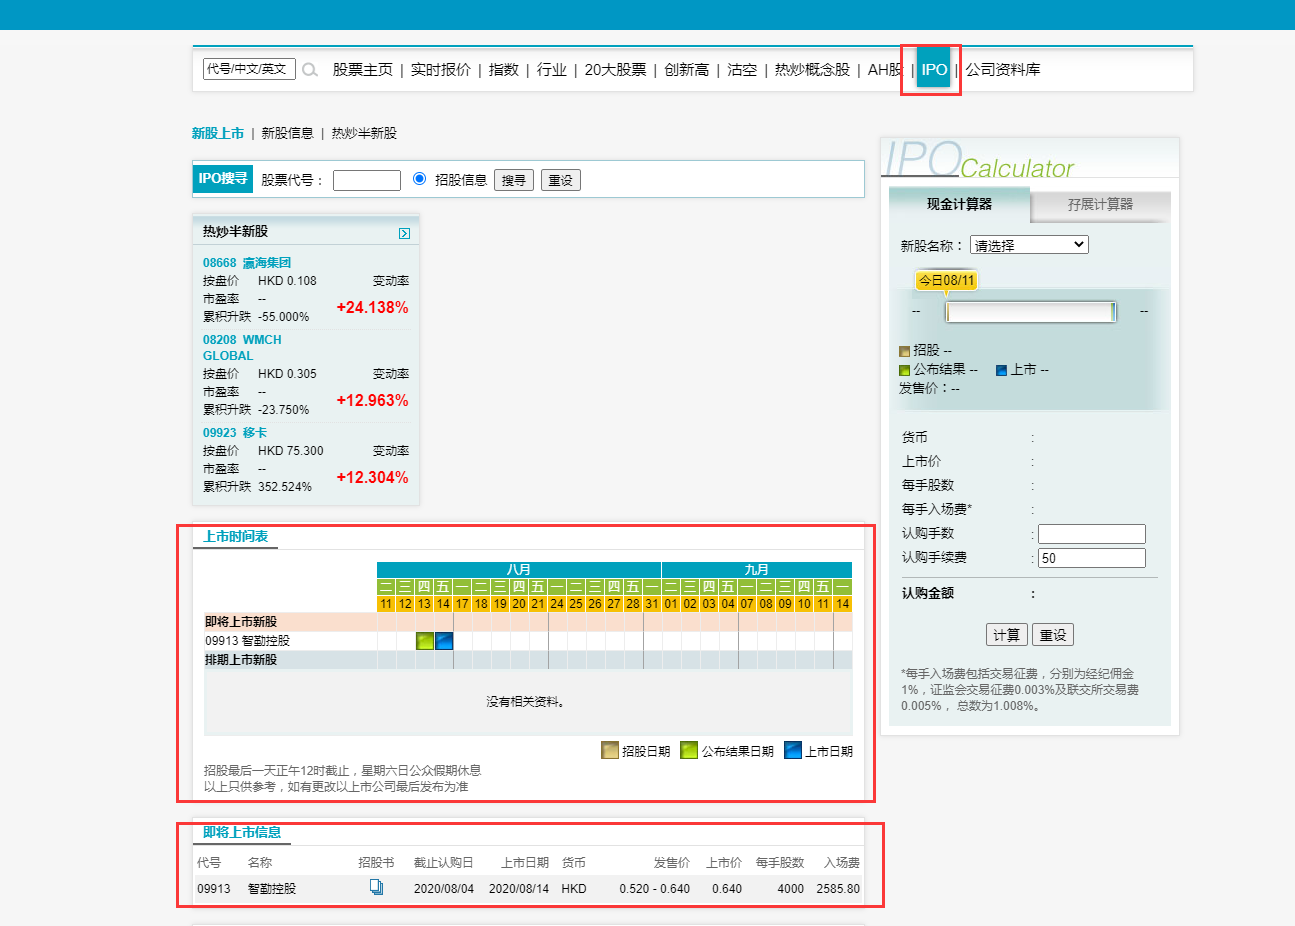 代号/中文/英文 股票主页 | 实时报价 | 指数 | 行业 | 20大股票 | 创新高 | 沽空 | 热炒概念股 | AH股 | IPO | 公司资料库
新股上市 | 新股信息 | 热炒半新股
IPO搜寻 股票代号： 招股信息 搜寻 重设
热炒半新股
08668 瀛海集团
按盘价 HKD 0.108 变动率
市盈率 --
+24.138%
累积升跌 -55.000%
08208 WMCH
GLOBAL
按盘价 HKD 0.305 变动率
市盈率 --
+12.963%
累积升跌 -23.750%
09923 移卡
按盘价 HKD 75.300 变动率
市盈率 --
+12.304%
累积升跌 352.524%
上市时间表
八月 九月
二 三 四 五 一 二 三 四 五 一 二 三 四 五 一 二 三 四 五 一 二 三 四 五 一
11 12 13 14 17 18 19 20 21 24 25 26 27 28 31 01 02 03 04 07 08 09 10 11 14
即将上市新股
09913 智勤控股
排期上市新股
没有相关资料。
招股日期 公布结果日期 上市日期
招股最后一天正午12时截止，星期六日公众假期休息
以上只供参考，如有更改以上市公司最后发布为准
即将上市信息
代号 名称 招股书 截止认购日 上市日期 货币 发售价 上市价 每手股数 入场费
09913 智勤控股 2020/08/04 2020/08/14 HKD 0.520 - 0.640 0.640 4000 2585.80
IPO Calculator
现金计算器 孖展计算器
新股名称： 请选择
今日08/11
-- --
招股 --
公布结果 -- 上市 --
发售价：--
货币 :
上市价 :
每手股数 :
每手入场费* :
认购手数 :
认购手续费 : 50
认购金额 :
计算 重设
*每手入场费包括交易征费，分别为经纪佣金
1%，证监会交易征费0.003%及联交所交易费
0.005%， 总数为1.008%。